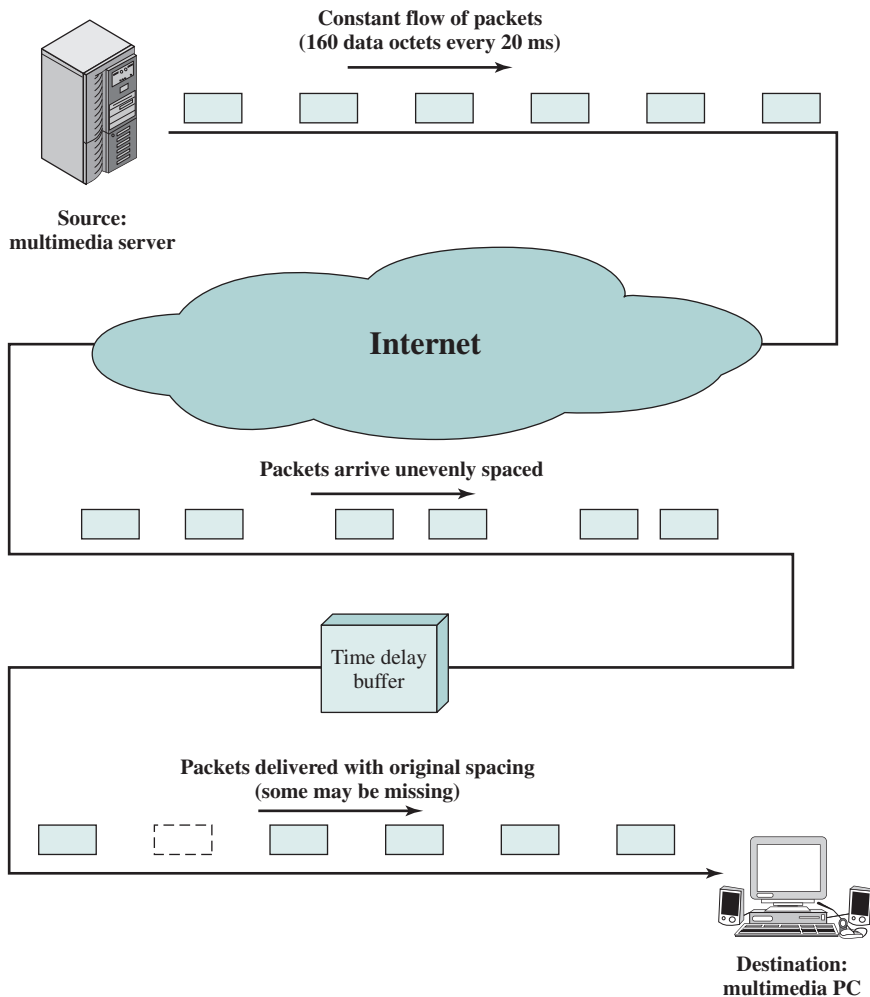 Constant flow of packets
(160 data octets every 20 ms)
Source:
multimedia server
Internet
Packets arrive unevenly spaced
Time delay
buffer
Packets delivered with original spacing
(some may be missing)
Destination:
multimedia PC